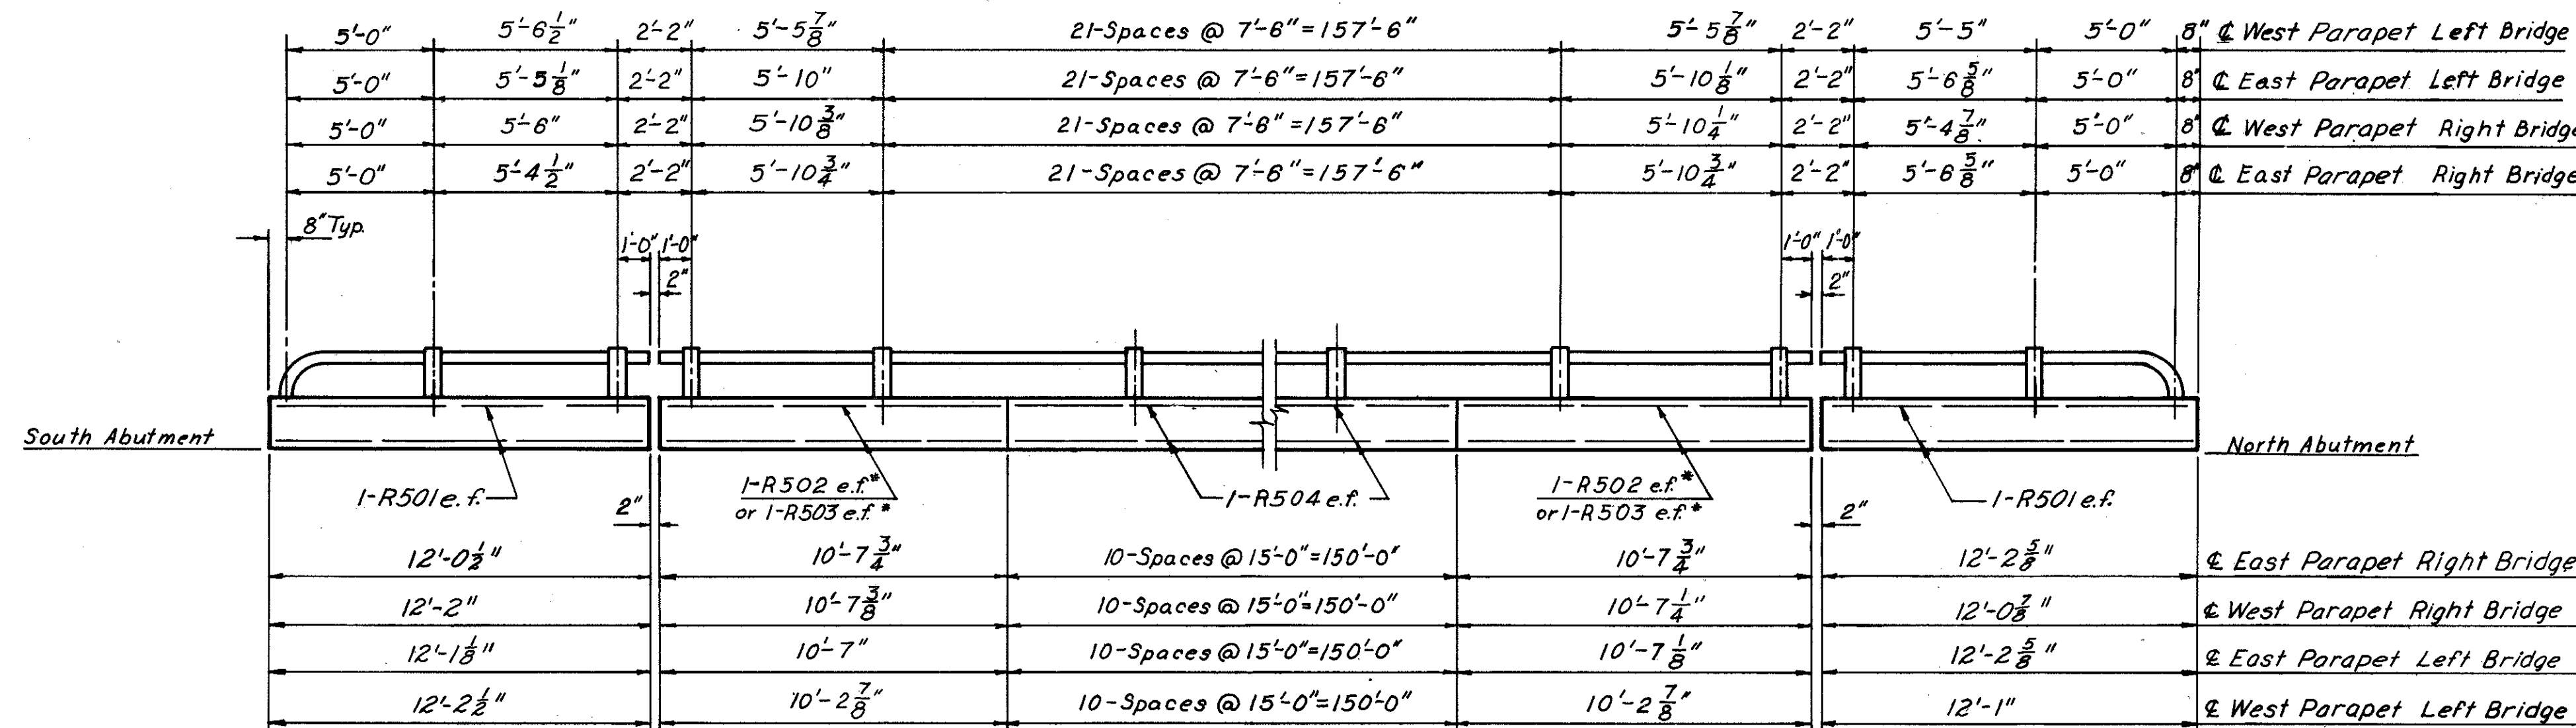 5'-0" 5'-6 1/2" 2'-2" 5'-5 7/8" 21-Spaces @ 7'-6"=157'-6" 5'-5 7/8" 2'-2" 5'-5" 5'-0" 8" ℄ West Parapet Left Bridge
5'-0" 5'-5 1/8" 2'-2" 5'-10" 21-Spaces @ 7'-6"=157'-6" 5'-10 1/8" 2'-2" 5'-6 5/8" 5'-0" 8" ℄ East Parapet Left Bridge
5'-0" 5'-6" 2'-2" 5'-10 3/8" 21-Spaces @ 7'-6"=157'-6" 5'-10 1/4" 2'-2" 5'-4 7/8" 5'-0" 8" ℄ West Parapet Right Bridge
5'-0" 5'-4 1/2" 2'-2" 5'-10 3/4" 21-Spaces @ 7'-6"=157'-6" 5'-10 3/4" 2'-2" 5'-6 5/8" 5'-0" 8" ℄ East Parapet Right Bridge
8" Typ.
1'-0" 1'-0" 1'-0" 1'-0"
2" 2"
South Abutment North Abutment
1-R501 e.f. 1-R502 e.f.* 1-R504 e.f. 1-R502 e.f.* 1-R501 e.f.
2" or 1-R503 e.f.* or 1-R503 e.f.* 2"
12'-0 1/2" 10'-7 3/4" 10-Spaces @ 15'-0"=150'-0" 10'-7 3/4" 12'-2 5/8" ℄ East Parapet Right Bridge
12'-2" 10'-7 3/8" 10-Spaces @ 15'-0"=150'-0" 10'-7 1/4" 12'-0 7/8" ℄ West Parapet Right Bridge
12'-1 1/8" 10'-7" 10-Spaces @ 15'-0"=150'-0" 10'-7 1/8" 12'-2 5/8" ℄ East Parapet Left Bridge
12'-2 1/2" 10'-2 7/8" 10-Spaces @ 15'-0"=150'-0" 10'-2 7/8" 12'-1" ℄ West Parapet Left Bridge